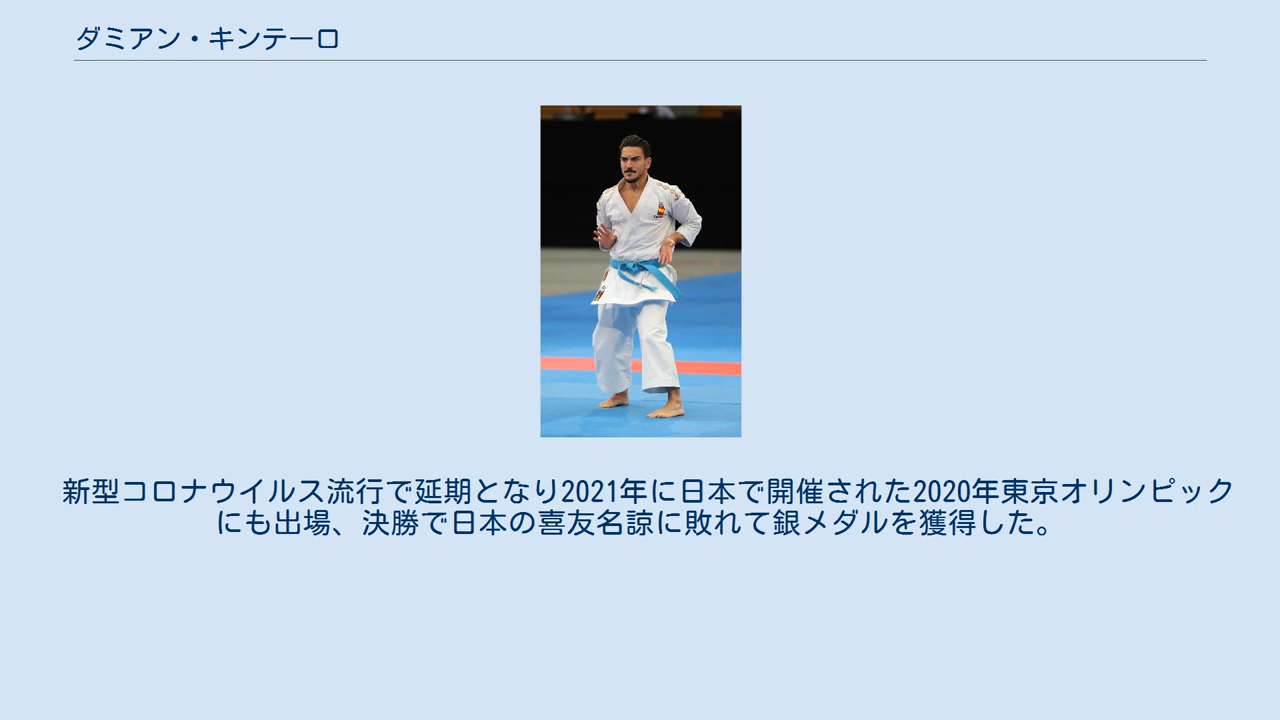 ダミアン・キンテーロ
新型コロナウイルス流行で延期となり2021年に日本で開催された2020年東京オリンピック
にも出場、決勝で日本の喜友名諒に敗れて銀メダルを獲得した。